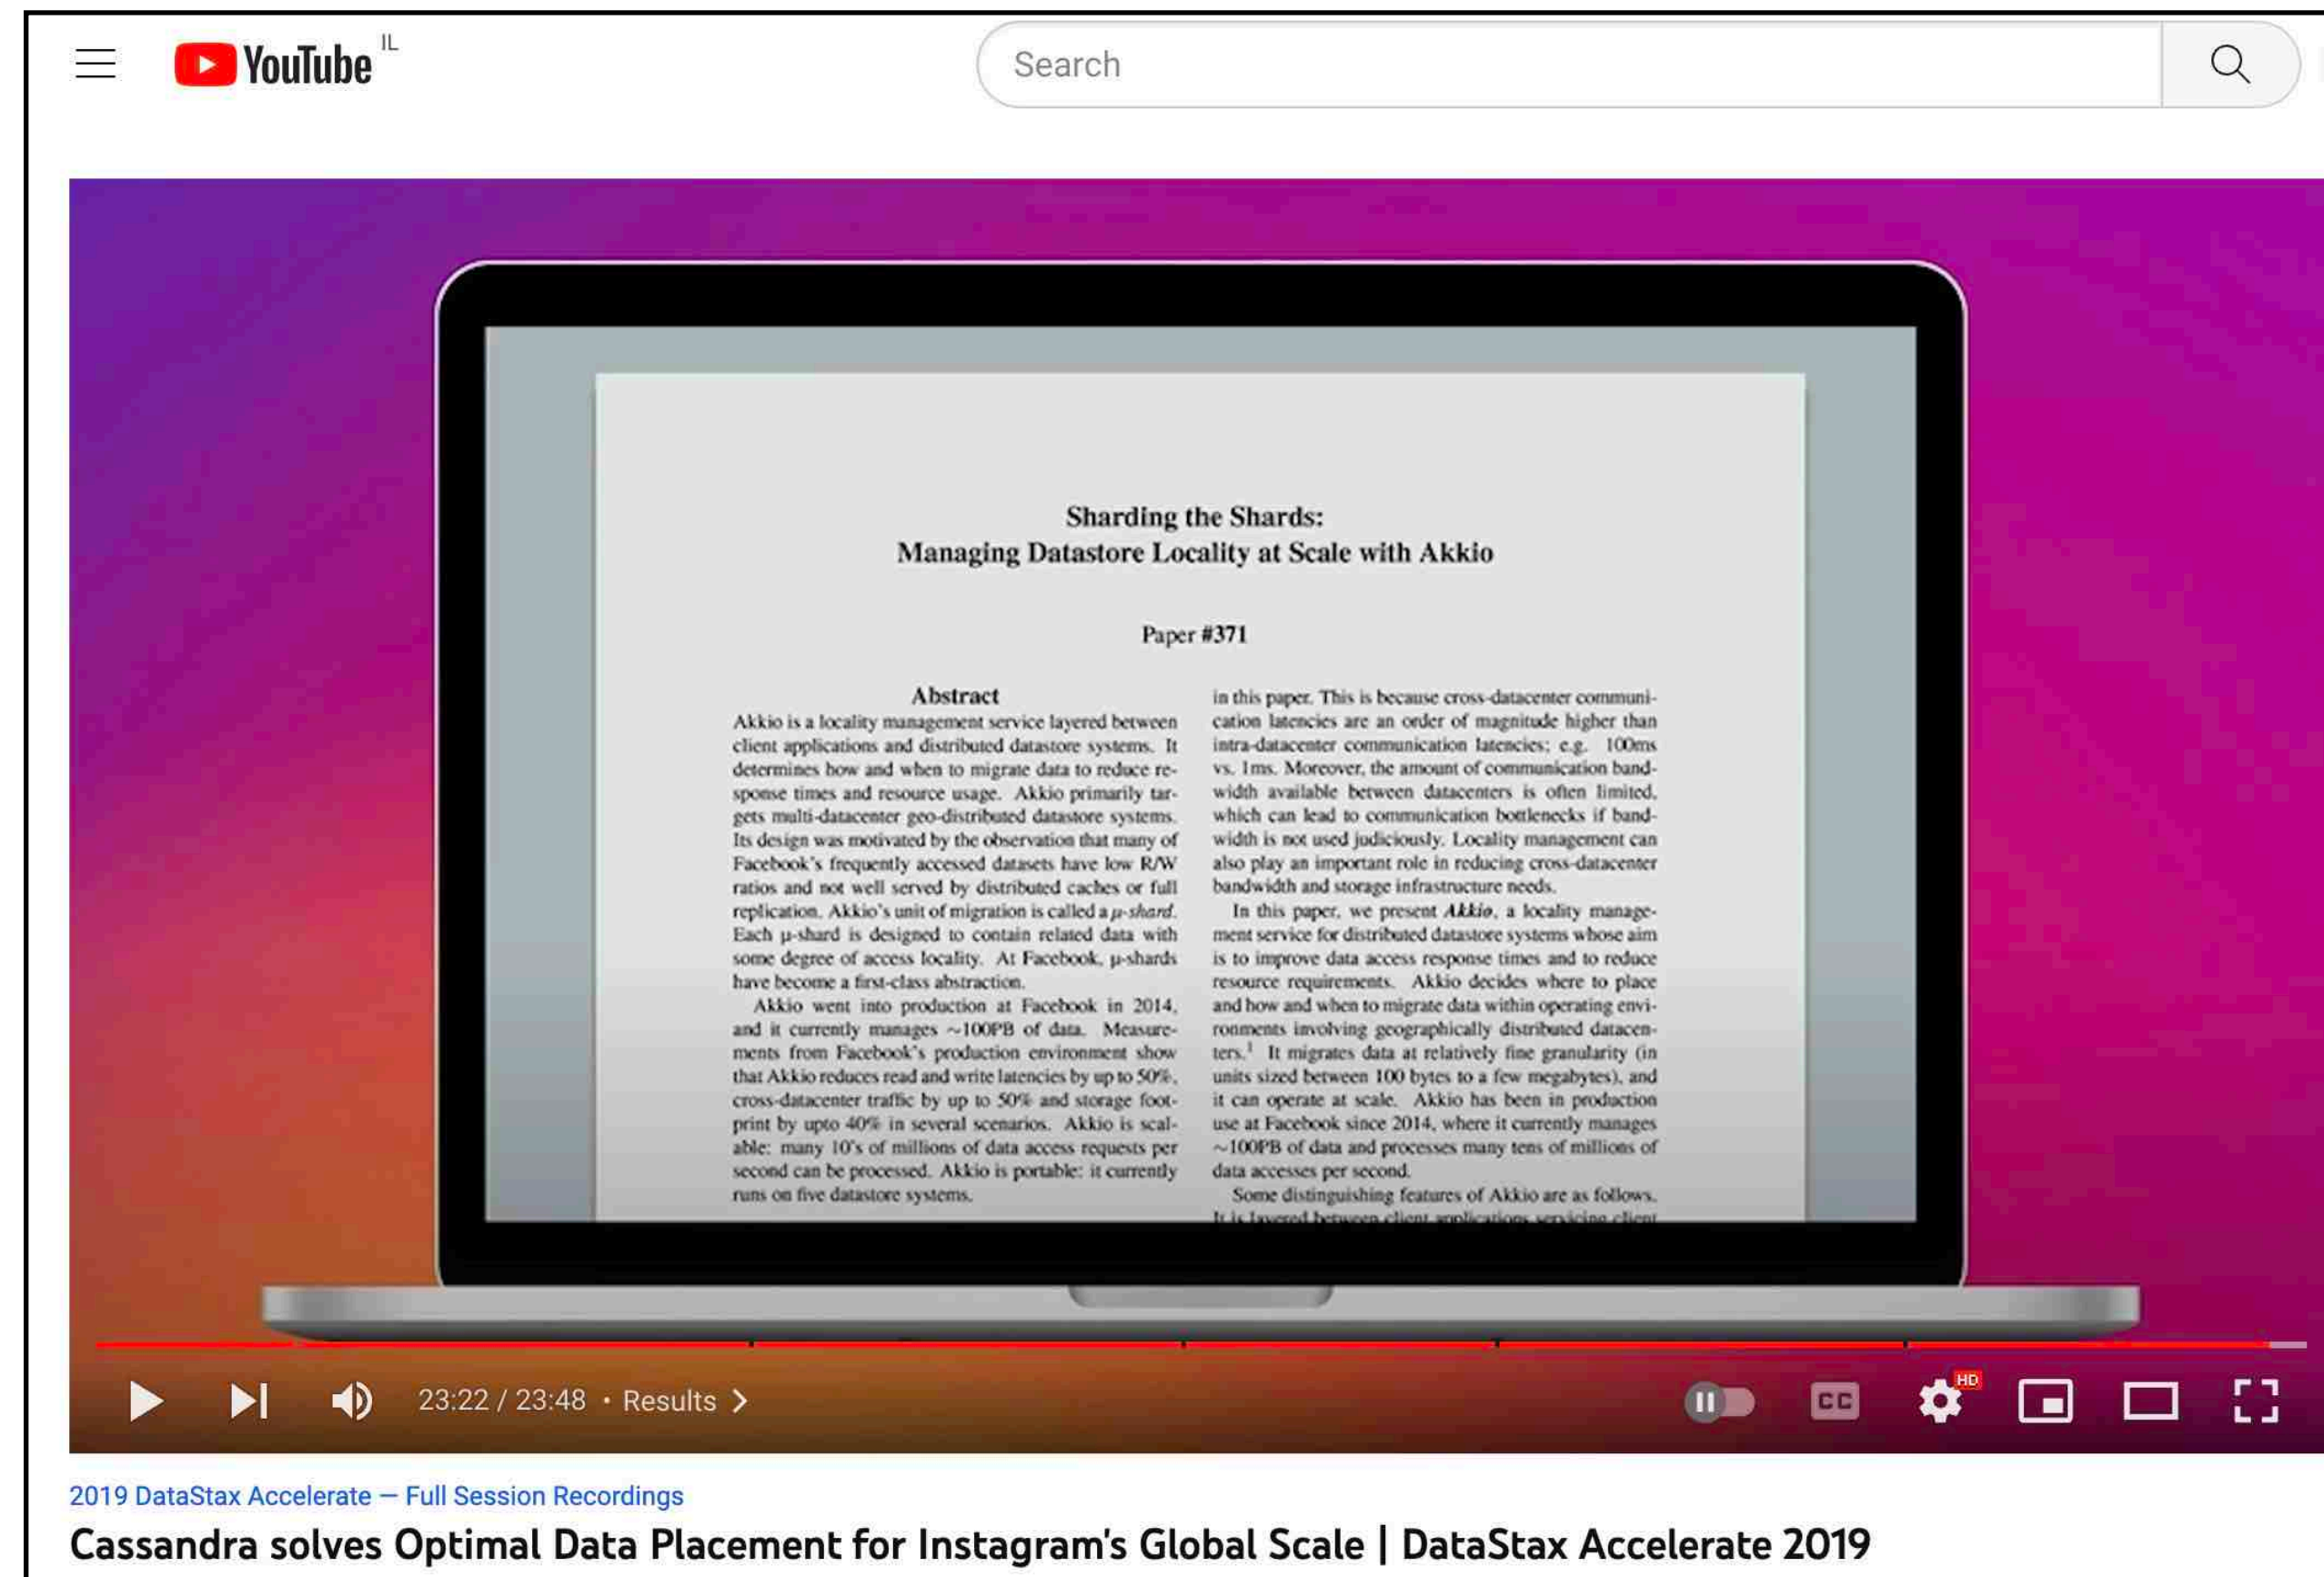 YouTube IL
Search
Sharding the Shards:
Managing Datastore Locality at Scale with Akkio
Paper #371
Abstract
Akkio is a locality management service layered between
client applications and distributed datastore systems. It
determines how and when to migrate data to reduce re-
sponse times and resource usage. Akkio primarily tar-
gets multi-datacenter geo-distributed datastore systems.
Its design was motivated by the observation that many of
Facebook's frequently accessed datasets have low R/W
ratios and not well served by distributed caches or full
replication. Akkio's unit of migration is called a μ-shard.
Each μ-shard is designed to contain related data with
some degree of access locality. At Facebook, μ-shards
have become a first-class abstraction.
Akkio went into production at Facebook in 2014,
and it currently manages ~100PB of data. Measure-
ments from Facebook's production environment show
that Akkio reduces read and write latencies by up to 50%,
cross-datacenter traffic by up to 50% and storage foot-
print by upto 40% in several scenarios. Akkio is scal-
able: many 10's of millions of data access requests per
second can be processed. Akkio is portable: it currently
runs on five datastore systems.
in this paper. This is because cross-datacenter communi-
cation latencies are an order of magnitude higher than
intra-datacenter communication latencies; e.g. 100ms
vs. 1ms. Moreover, the amount of communication band-
width available between datacenters is often limited,
which can lead to communication bottlenecks if band-
width is not used judiciously. Locality management can
also play an important role in reducing cross-datacenter
bandwidth and storage infrastructure needs.
In this paper, we present Akkio, a locality manage-
ment service for distributed datastore systems whose aim
is to improve data access response times and to reduce
resource requirements. Akkio decides where to place
and how and when to migrate data within operating envi-
ronments involving geographically distributed datacen-
ters.¹ It migrates data at relatively fine granularity (in
units sized between 100 bytes to a few megabytes), and
it can operate at scale. Akkio has been in production
use at Facebook since 2014, where it currently manages
~100PB of data and processes many tens of millions of
data accesses per second.
Some distinguishing features of Akkio are as follows.
It is layered between client applications servicing client
23:22 / 23:48 • Results >
CC
HD
2019 DataStax Accelerate — Full Session Recordings
Cassandra solves Optimal Data Placement for Instagram's Global Scale | DataStax Accelerate 2019